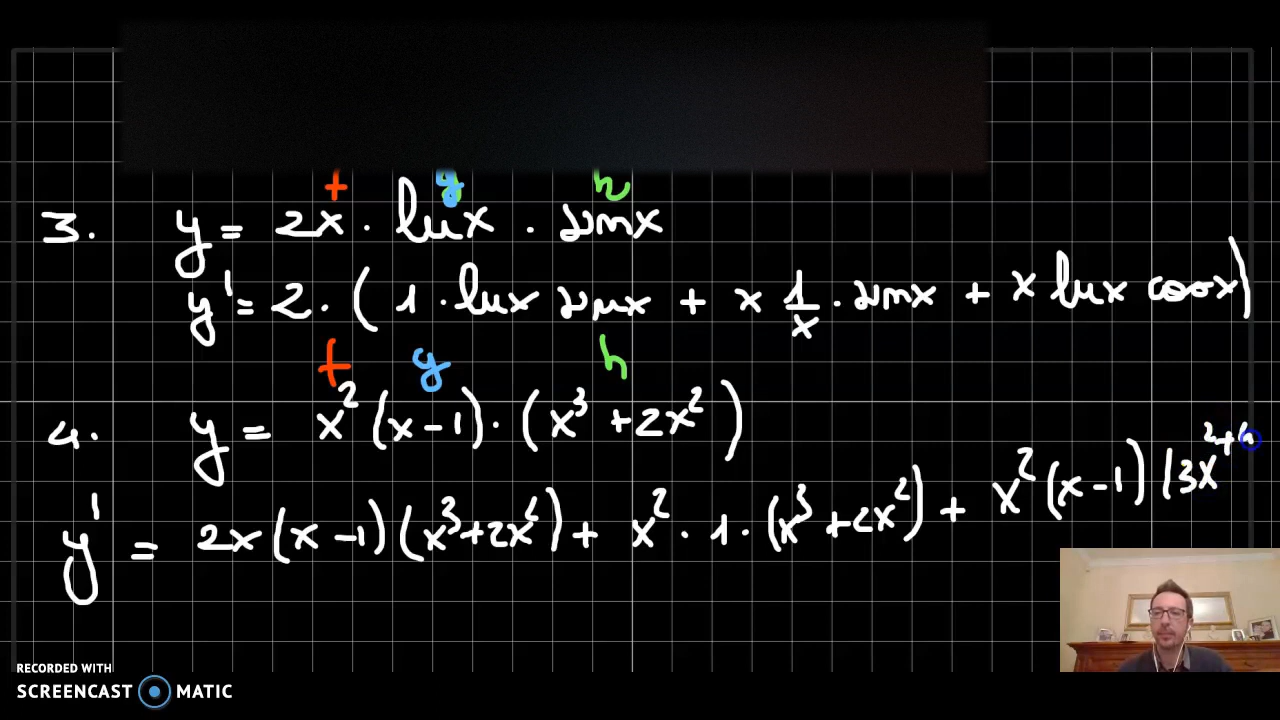 f g h
3. y = 2x · lnx · sinx
y' = 2 · (1 · lnx sinx + x 1/x · sinx + x lnx cosx)
f g h
4. y = x² (x-1) · (x³ + 2x²)
y' = 2x (x-1) (x³+2x²) + x² · 1 · (x³+2x²) + x² (x-1) (3x²+4
RECORDED WITH
SCREENCAST MATIC